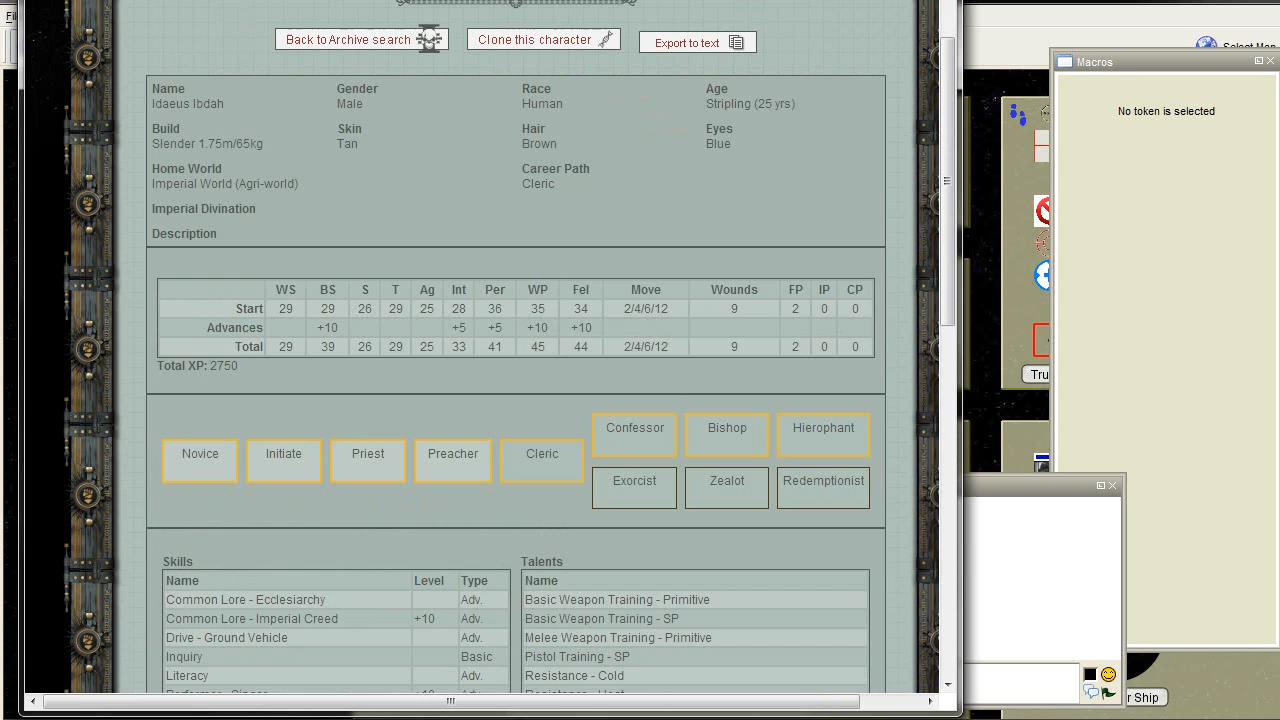 Back to Archive search Clone this character Export to text
Name Gender Race Age
Idaeus Ibdah Male Human Stripling (25 yrs)
Build Skin Hair Eyes
Slender 1.75m/65kg Tan Brown Blue
Home World Career Path
Imperial World (Agri-world) Cleric
Imperial Divination
Description
WS BS S T Ag Int Per WP Fel Move Wounds FP IP CP
Start 29 29 26 29 25 28 36 35 34 2/4/6/12 9 2 0 0
Advances +10 +5 +5 +10 +10
Total 29 39 26 29 25 33 41 45 44 2/4/6/12 9 2 0 0
Total XP: 2750
Confessor Bishop Hierophant
Novice Initiate Priest Preacher Cleric
Exorcist Zealot Redemptionist
Skills Talents
Name Level Type Name
Common Lore - Ecclesiarchy Adv. Basic Weapon Training - Primitive
Common Lore - Imperial Creed +10 Adv. Basic Weapon Training - SP
Drive - Ground Vehicle Adv. Melee Weapon Training - Primitive
Inquiry Basic Pistol Training - SP
Literacy Adv. Resistance - Cold
Select Map
Macros
No token is selected
Tru
r Ship